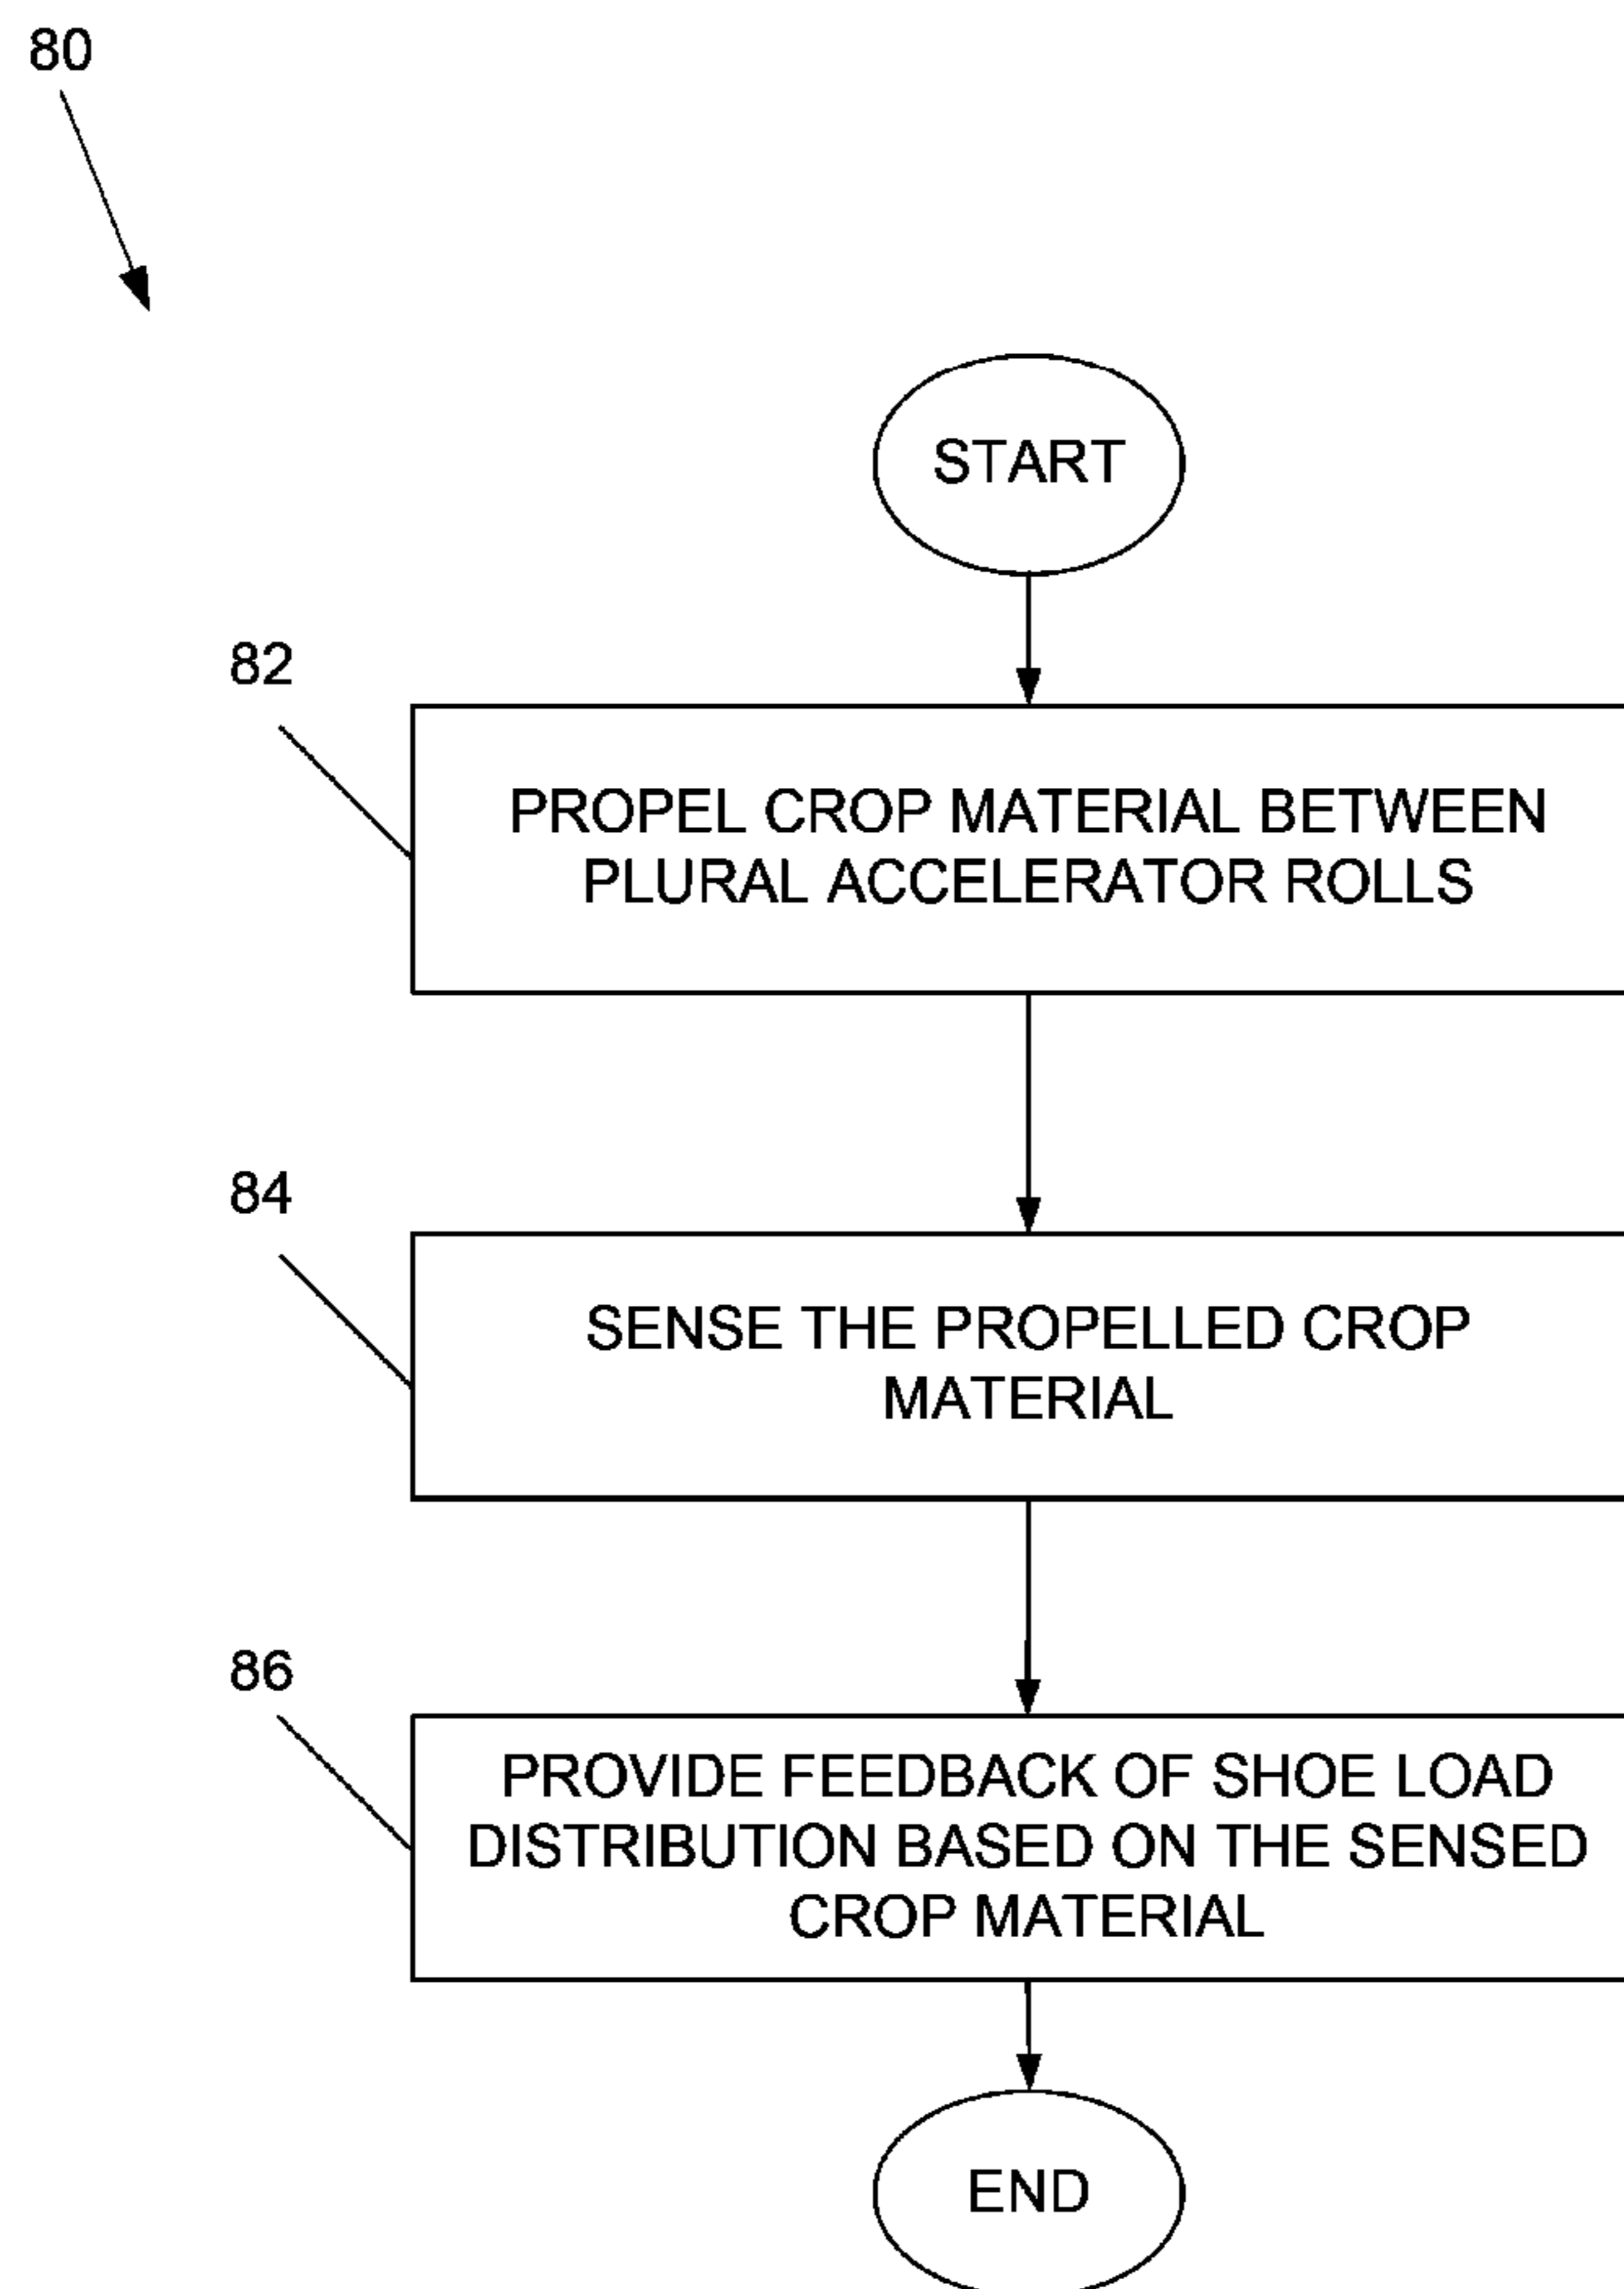 80
START
82
PROPEL CROP MATERIAL BETWEEN
PLURAL ACCELERATOR ROLLS
84
SENSE THE PROPELLED CROP
MATERIAL
86
PROVIDE FEEDBACK OF SHOE LOAD
DISTRIBUTION BASED ON THE SENSED
CROP MATERIAL
END